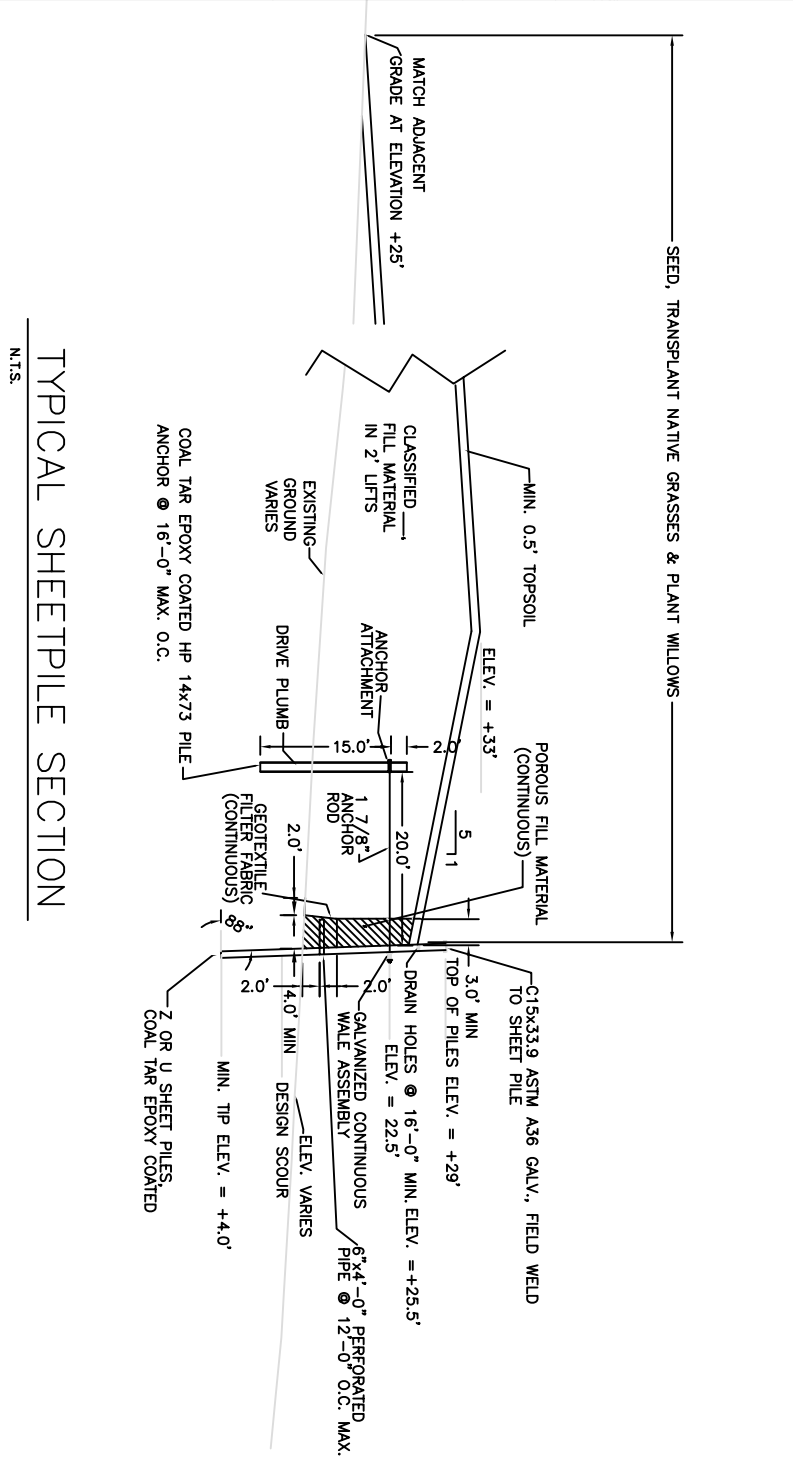 SEED, TRANSPLANT NATIVE GRASSES & PLANT WILLOWS
MATCH ADJACENT
GRADE AT ELEVATION +25'
MIN. 0.5' TOPSOIL
ELEV. = +33'
POROUS FILL MATERIAL
(CONTINUOUS)
C15x33.9 ASTM A36 GALV., FIELD WELD
TO SHEET PILE
5
1
3.0' MIN
TOP OF PILES ELEV. = +29'
CLASSIFIED
FILL MATERIAL
IN 2' LIFTS
ANCHOR
ATTACHMENT
2.0'
15.0'
20.0'
1 7/8"
ANCHOR
ROD
DRAIN HOLES @ 16'-0" MIN. ELEV. =+25.5'
ELEV. = 22.5'
EXISTING
GROUND
VARIES
DRIVE PLUMB
2.0'
GEOTEXTILE
FILTER FABRIC
(CONTINUOUS)
2.0'
2.0'
GALVANIZED CONTINUOUS
WALE ASSEMBLY
6"x4'-0" PERFORATED
PIPE @ 12'-0" O.C. MAX.
4.0' MIN
ELEV. VARIES
DESIGN SCOUR
88°
MIN. TIP ELEV. = +4.0'
COAL TAR EPOXY COATED HP 14x73 PILE
ANCHOR @ 16'-0" MAX. O.C.
Z OR U SHEET PILES,
COAL TAR EPOXY COATED
TYPICAL SHEETPILE SECTION
N.T.S.